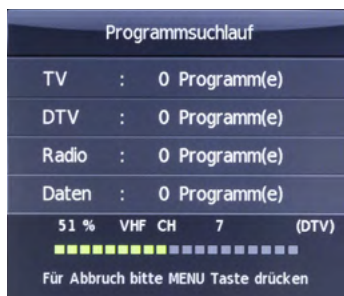 Programmsuchlauf
TV : 0 Programm(e)
DTV : 0 Programm(e)
Radio : 0 Programm(e)
Daten : 0 Programm(e)
51 % VHF CH 7 (DTV)
Für Abbruch bitte MENU Taste drücken